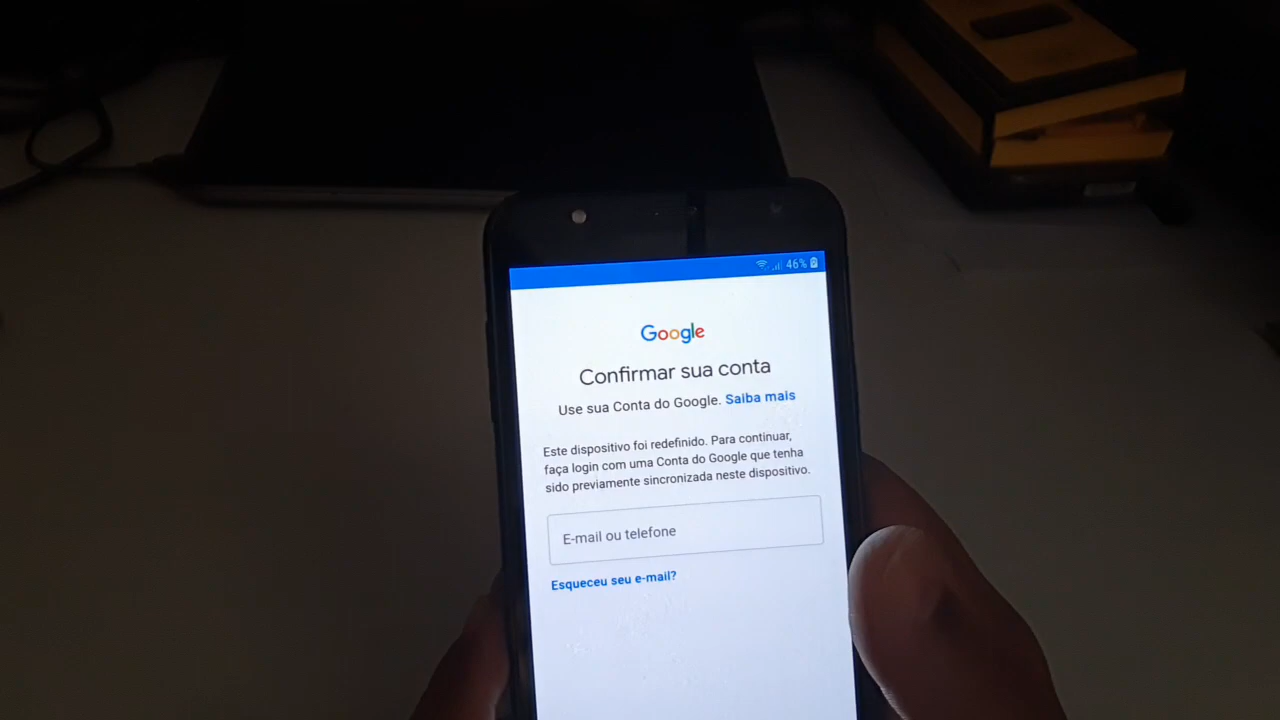 46%
Google
Confirmar sua conta
Use sua Conta do Google. Saiba mais
Este dispositivo foi redefinido. Para continuar,
faça login com uma Conta do Google que tenha
sido previamente sincronizada neste dispositivo.
E-mail ou telefone
Esqueceu seu e-mail?